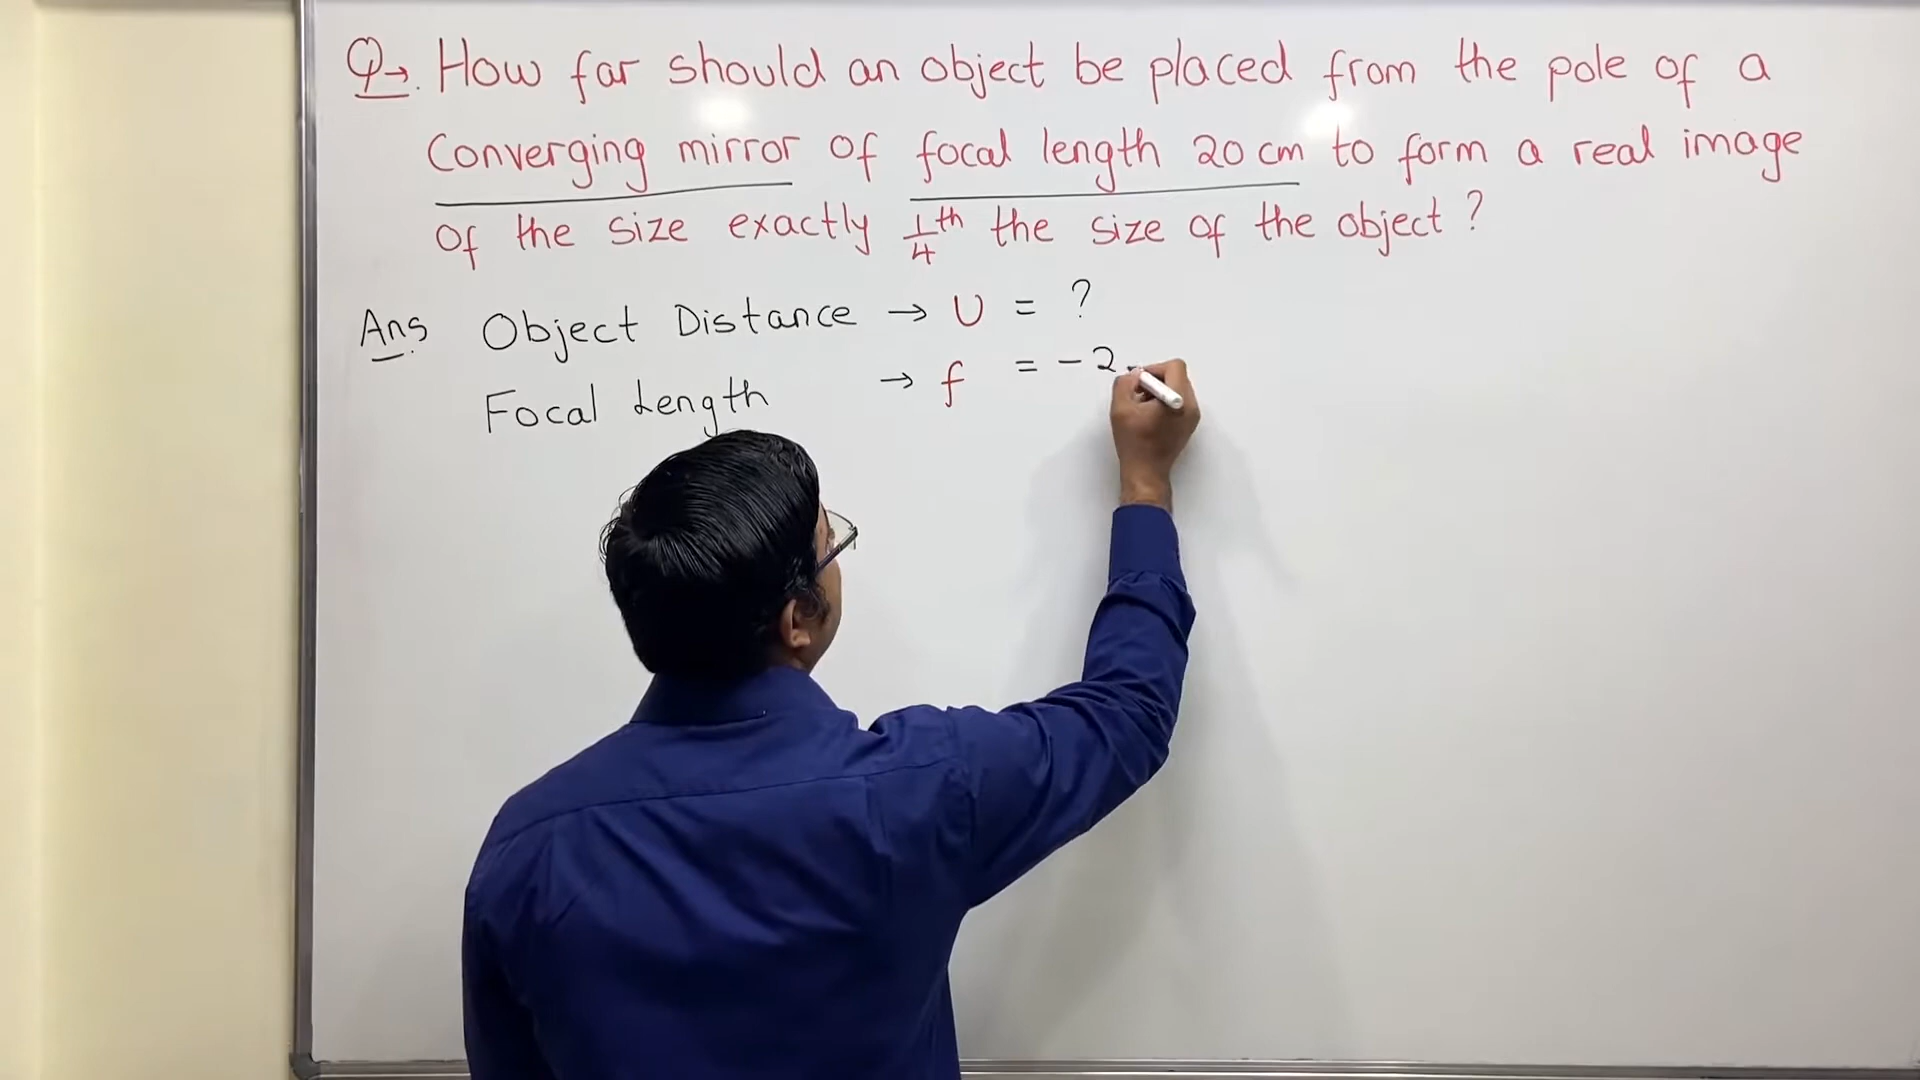 Q→. How far should an object be placed from the pole of a
Converging mirror of focal length 20 cm to form a real image
of the size exactly 1/4 th the size of the object ?
Ans Object Distance → U = ?
Focal Length → f = -2